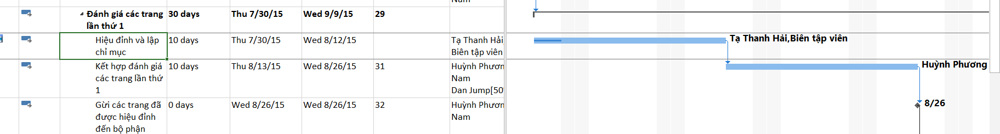 Nam
Đánh giá các trang 30 days Thu 7/30/15 Wed 9/9/15 29
lần thứ 1
Hiệu đỉnh và lập 10 days Thu 7/30/15 Wed 8/12/15 Tạ Thanh Hải, Tạ Thanh Hải,Biên tập viên
chỉ mục Biên tập viên
Kết hợp đánh giá 10 days Thu 8/13/15 Wed 8/26/15 31 Huỳnh Phươn Huỳnh Phương
các trang lần thứ Nam
1 Dan Jump[50
Gửi các trang đã 0 days Wed 8/26/15 Wed 8/26/15 32 Huỳnh Phươn 8/26
được hiệu đỉnh Nam
đến bộ phận